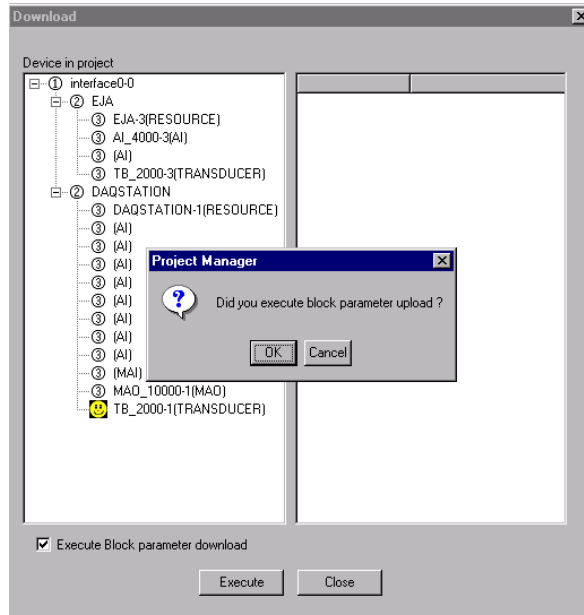 Download
Device in project
① interface0-0
② EJA
③ EJA-3(RESOURCE)
③ AI_4000-3(AI)
③ (AI)
③ TB_2000-3(TRANSDUCER)
② DAQSTATION
③ DAQSTATION-1(RESOURCE)
③ (AI)
③ (AI)
③ (AI)
③ (AI)
③ (AI)
③ (AI)
③ (AI)
③ (AI)
③ (MAI)
③ MAO_10000-1(MAO)
TB_2000-1(TRANSDUCER)
Project Manager
Did you execute block parameter upload ?
OK Cancel
Execute Block parameter download
Execute Close